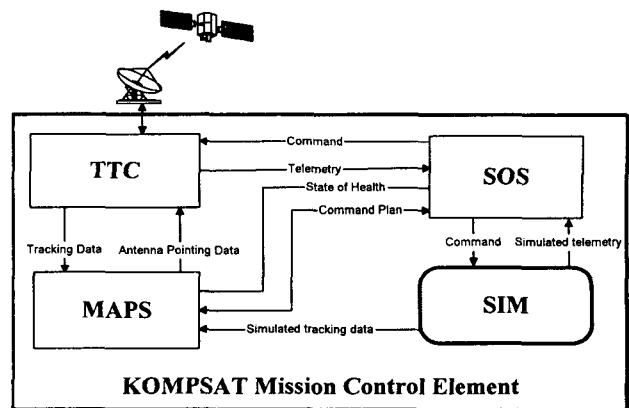 Command
TTC
Telemetry
SOS
State of Health
Command Plan
Tracking Data
Antenna Pointing Data
Command
Simulated telemetry
MAPS
SIM
Simulated tracking data
KOMPSAT Mission Control Element